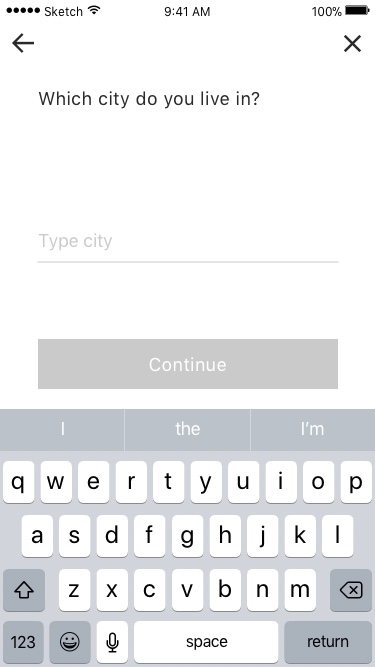 Sketch 9:41 AM 100%
Which city do you live in?
Type city
Continue
I the I'm
q w e r t y u i o p
a s d f g h j k l
z x c v b n m
123 space return